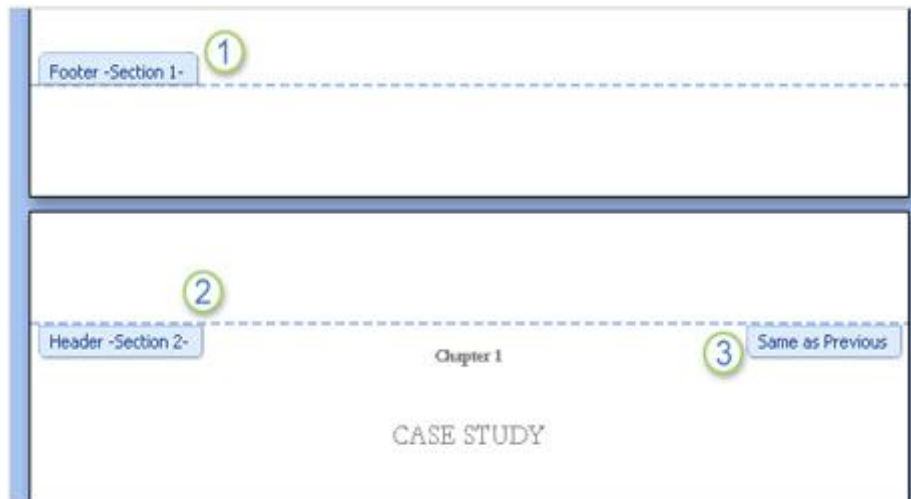 1
Footer -Section 1-
2
Header -Section 2-
3
Same as Previous
Chapter 1
CASE STUDY